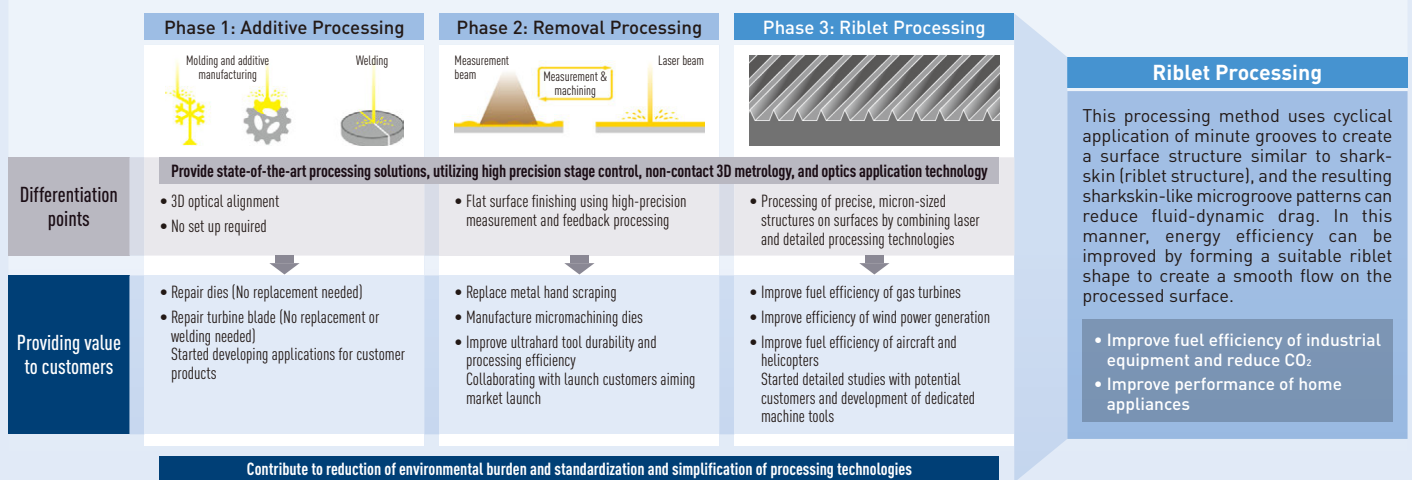 Phase 1: Additive Processing
Molding and additive
manufacturing
Welding
Phase 2: Removal Processing
Measurement
beam
Measurement &
machining
Laser beam
Phase 3: Riblet Processing
Provide state-of-the-art processing solutions, utilizing high precision stage control, non-contact 3D metrology, and optics application technology
Differentiation
points
• 3D optical alignment
• No set up required
• Flat surface finishing using high-precision
measurement and feedback processing
• Processing of precise, micron-sized
structures on surfaces by combining laser
and detailed processing technologies
Providing value
to customers
• Repair dies (No replacement needed)
• Repair turbine blade (No replacement or
welding needed)
Started developing applications for customer
products
• Replace metal hand scraping
• Manufacture micromachining dies
• Improve ultrahard tool durability and
processing efficiency
Collaborating with launch customers aiming
market launch
• Improve fuel efficiency of gas turbines
• Improve efficiency of wind power generation
• Improve fuel efficiency of aircraft and
helicopters
Started detailed studies with potential
customers and development of dedicated
machine tools
Contribute to reduction of environmental burden and standardization and simplification of processing technologies
Riblet Processing
This processing method uses cyclical
application of minute grooves to create
a surface structure similar to shark-
skin (riblet structure), and the resulting
sharkskin-like microgroove patterns can
reduce fluid-dynamic drag. In this
manner, energy efficiency can be
improved by forming a suitable riblet
shape to create a smooth flow on the
processed surface.
• Improve fuel efficiency of industrial
equipment and reduce CO₂
• Improve performance of home
appliances